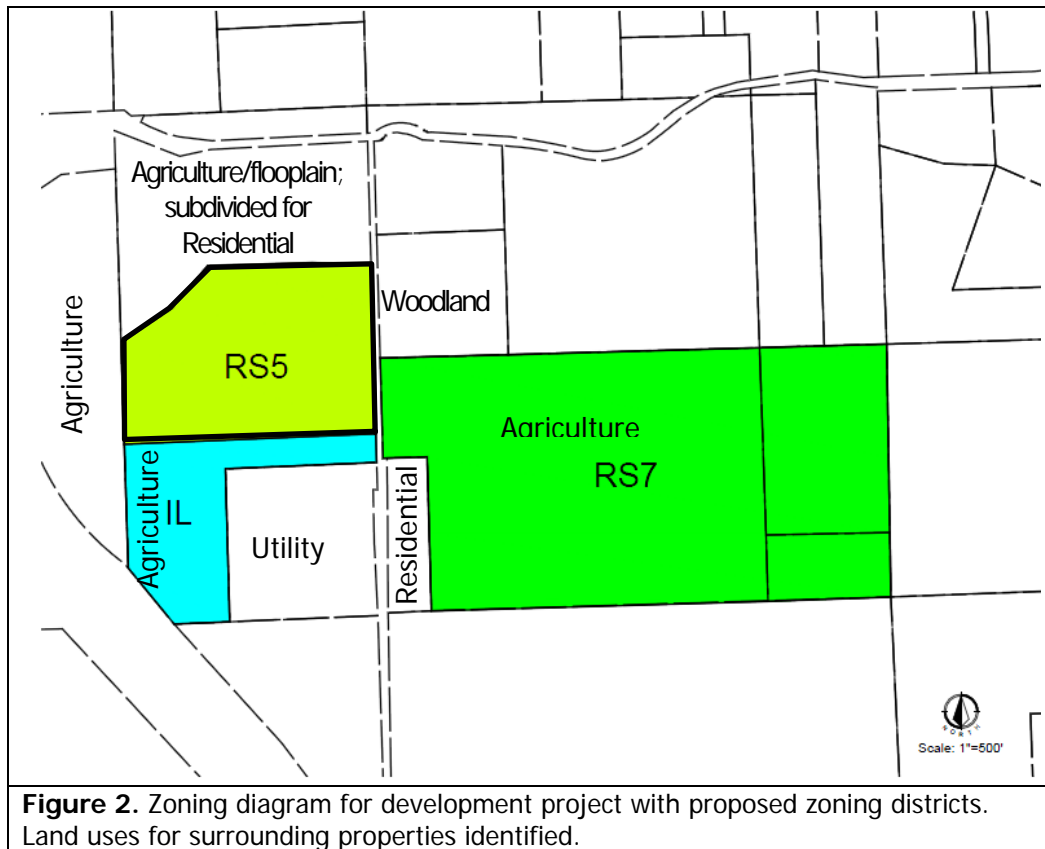 Agriculture/flooplain;
subdivided for
Residential
Agriculture
Woodland
RS5
Agriculture
RS7
Agriculture
IL
Utility
Residential
NORTH
Scale: 1"=500'
Figure 2. Zoning diagram for development project with proposed zoning districts.
Land uses for surrounding properties identified.